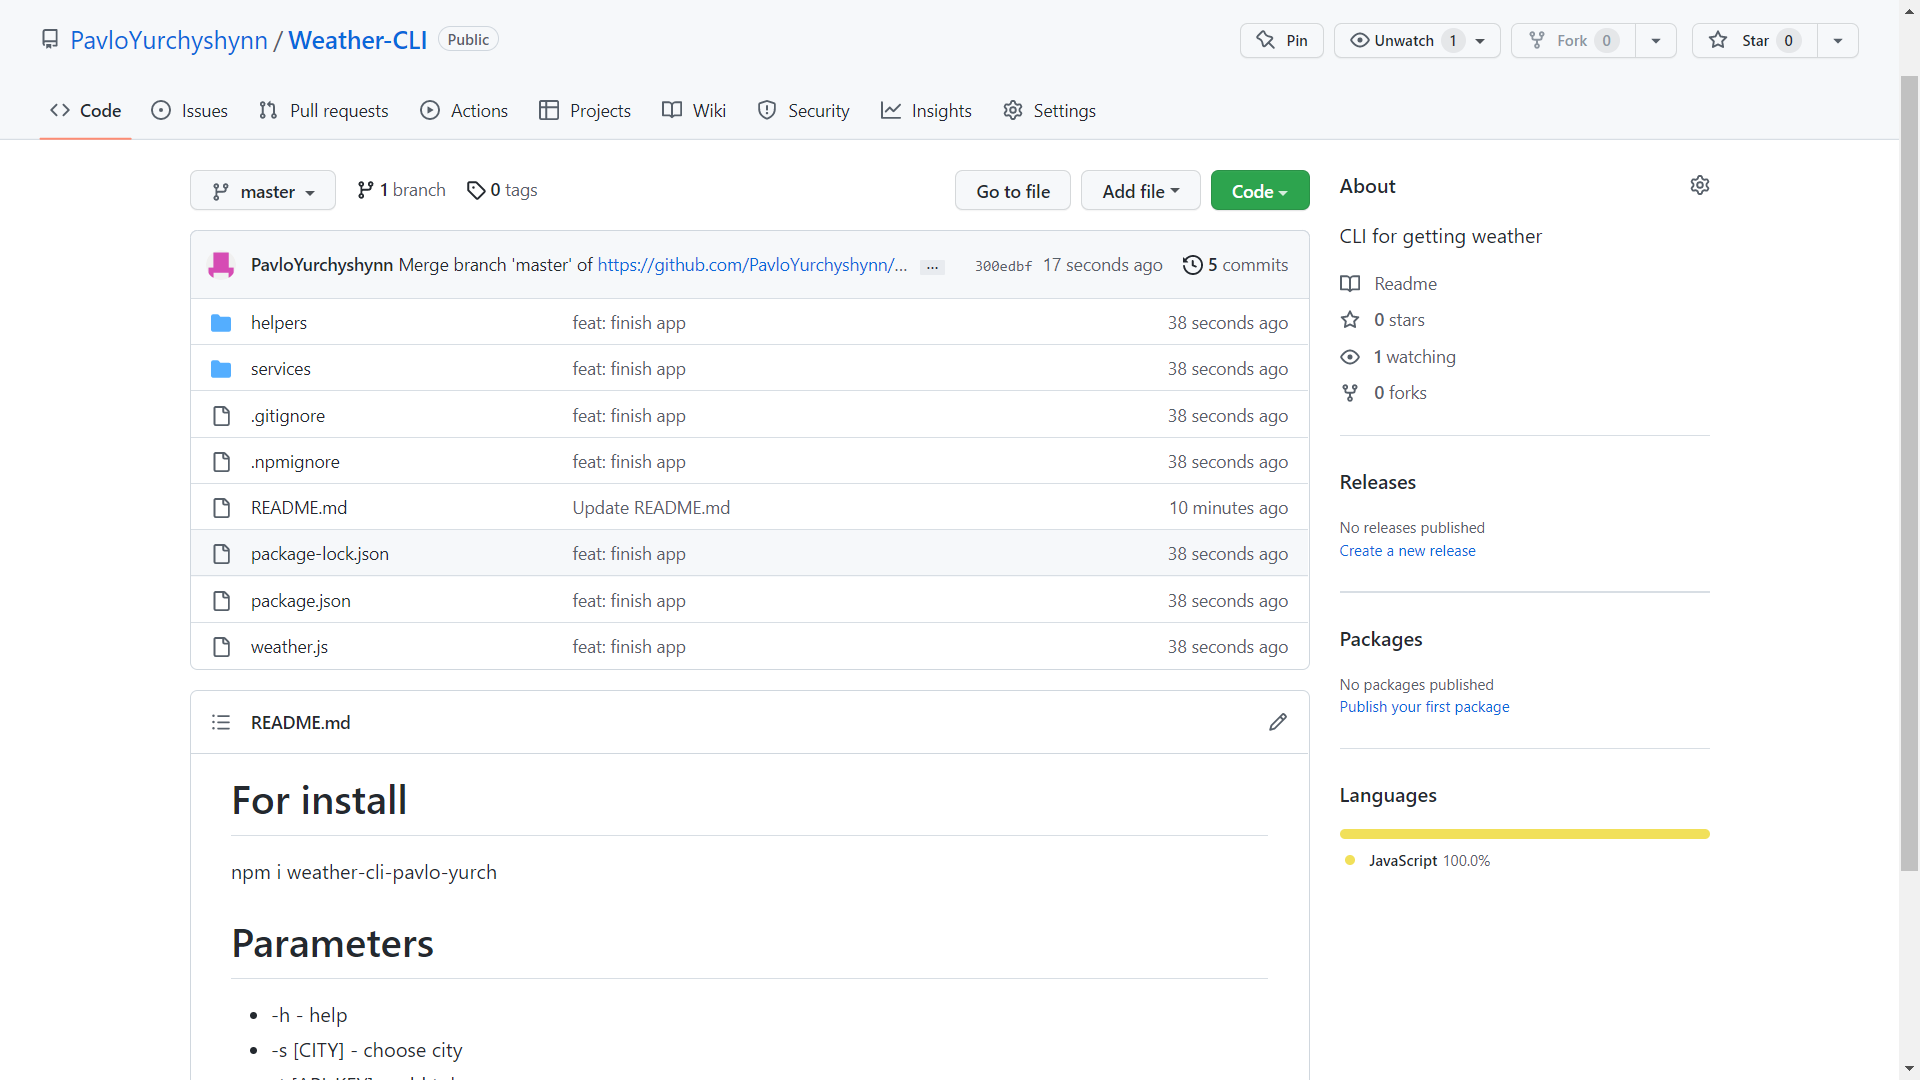 PavloYurchyshynn / Weather-CLI Public
Pin Unwatch 1 Fork 0 Star 0
Code Issues Pull requests Actions Projects Wiki Security Insights Settings
master 1 branch 0 tags Go to file Add file Code
PavloYurchyshynn Merge branch 'master' of https://github.com/PavloYurchyshynn/... ... 300edbf 17 seconds ago 5 commits
helpers feat: finish app 38 seconds ago
services feat: finish app 38 seconds ago
.gitignore feat: finish app 38 seconds ago
.npmignore feat: finish app 38 seconds ago
README.md Update README.md 10 minutes ago
package-lock.json feat: finish app 38 seconds ago
package.json feat: finish app 38 seconds ago
weather.js feat: finish app 38 seconds ago
README.md
For install
npm i weather-cli-pavlo-yurch
Parameters
-h - help
-s [CITY] - choose city
About
CLI for getting weather
Readme
0 stars
1 watching
0 forks
Releases
No releases published
Create a new release
Packages
No packages published
Publish your first package
Languages
JavaScript 100.0%